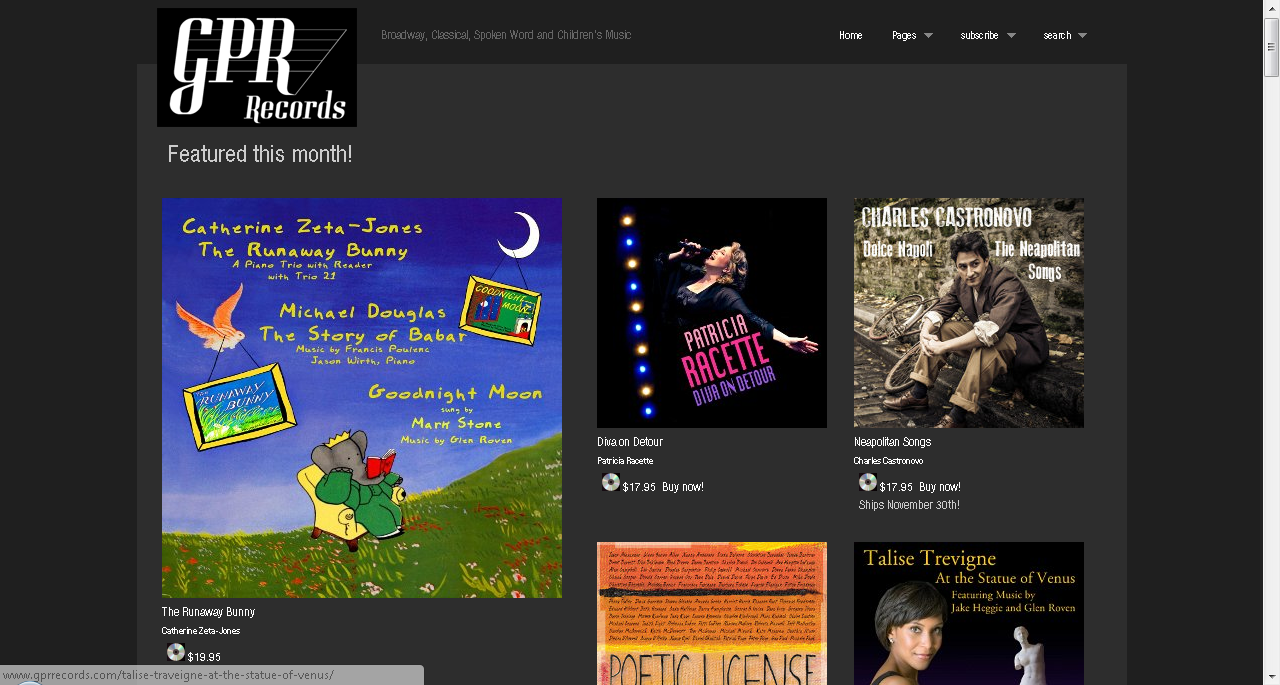 GPR
Records
Broadway, Classical, Spoken Word and Children's Music
Home
Pages
subscribe
search
Featured this month!
Catherine Zeta-Jones
The Runaway Bunny
A Piano Trio with Reader
with Trio 21
GOODNIGHT
MOON
Michael Douglas
The Story of Babar
Music by Francis Poulenc
Jason Wirth, Piano
THE
RUNAWAY
BUNNY
Goodnight Moon
sung by
Mark Stone
Music by Glen Roven
The Runaway Bunny
Catherine Zeta-Jones
$19.95
PATRICIA
RACETTE
DIVA ON DETOUR
Diva on Detour
Patricia Racette
$17.95 Buy now!
CHARLES CASTRONOVO
Dolce Napoli
The Neapolitan
Songs
Neapolitan Songs
Charles Castronovo
$17.95 Buy now!
Ships November 30th!
POETIC LICENSE
Talise Trevigne
At the Statue of Venus
Featuring Music by
Jake Heggie and Glen Roven
www.gprrecords.com/talise-traveigne-at-the-statue-of-venus/